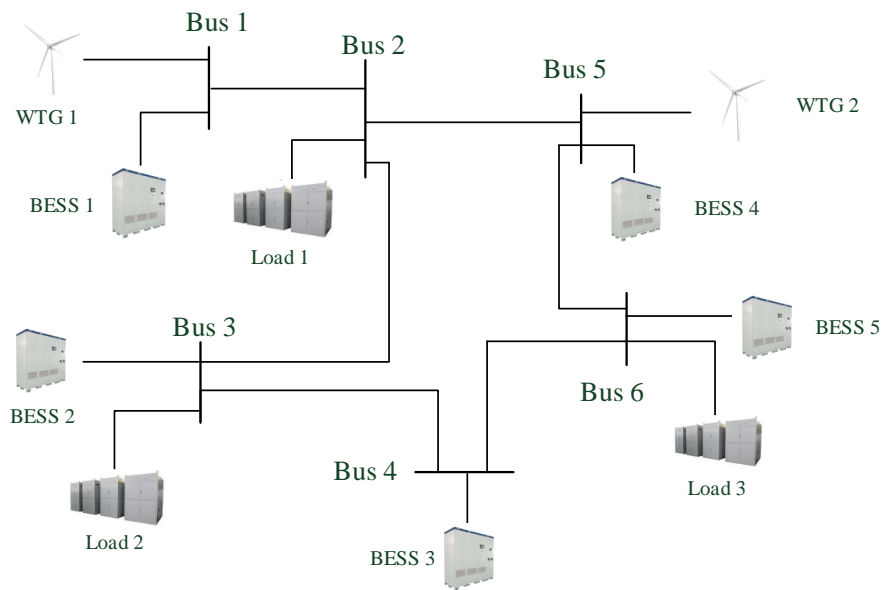 Bus 1
Bus 2
Bus 5
WTG 1
WTG 2
BESS 1
BESS 4
Load 1
Bus 3
BESS 5
BESS 2
Bus 6
Bus 4
Load 3
Load 2
BESS 3